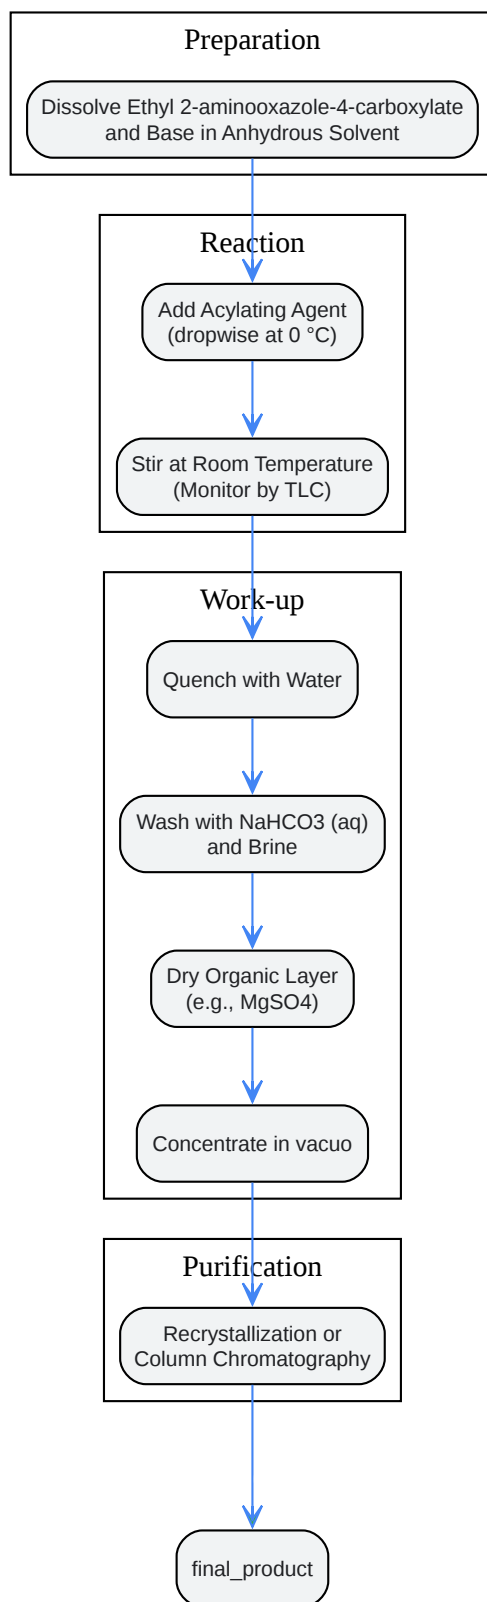 Preparation
Dissolve Ethyl 2-aminooxazole-4-carboxylate
and Base in Anhydrous Solvent
Reaction
Add Acylating Agent
(dropwise at 0 °C)
Stir at Room Temperature
(Monitor by TLC)
Work-up
Quench with Water
Wash with NaHCO3 (aq)
and Brine
Dry Organic Layer
(e.g., MgSO4)
Concentrate in vacuo
Purification
Recrystallization or
Column Chromatography
final_product